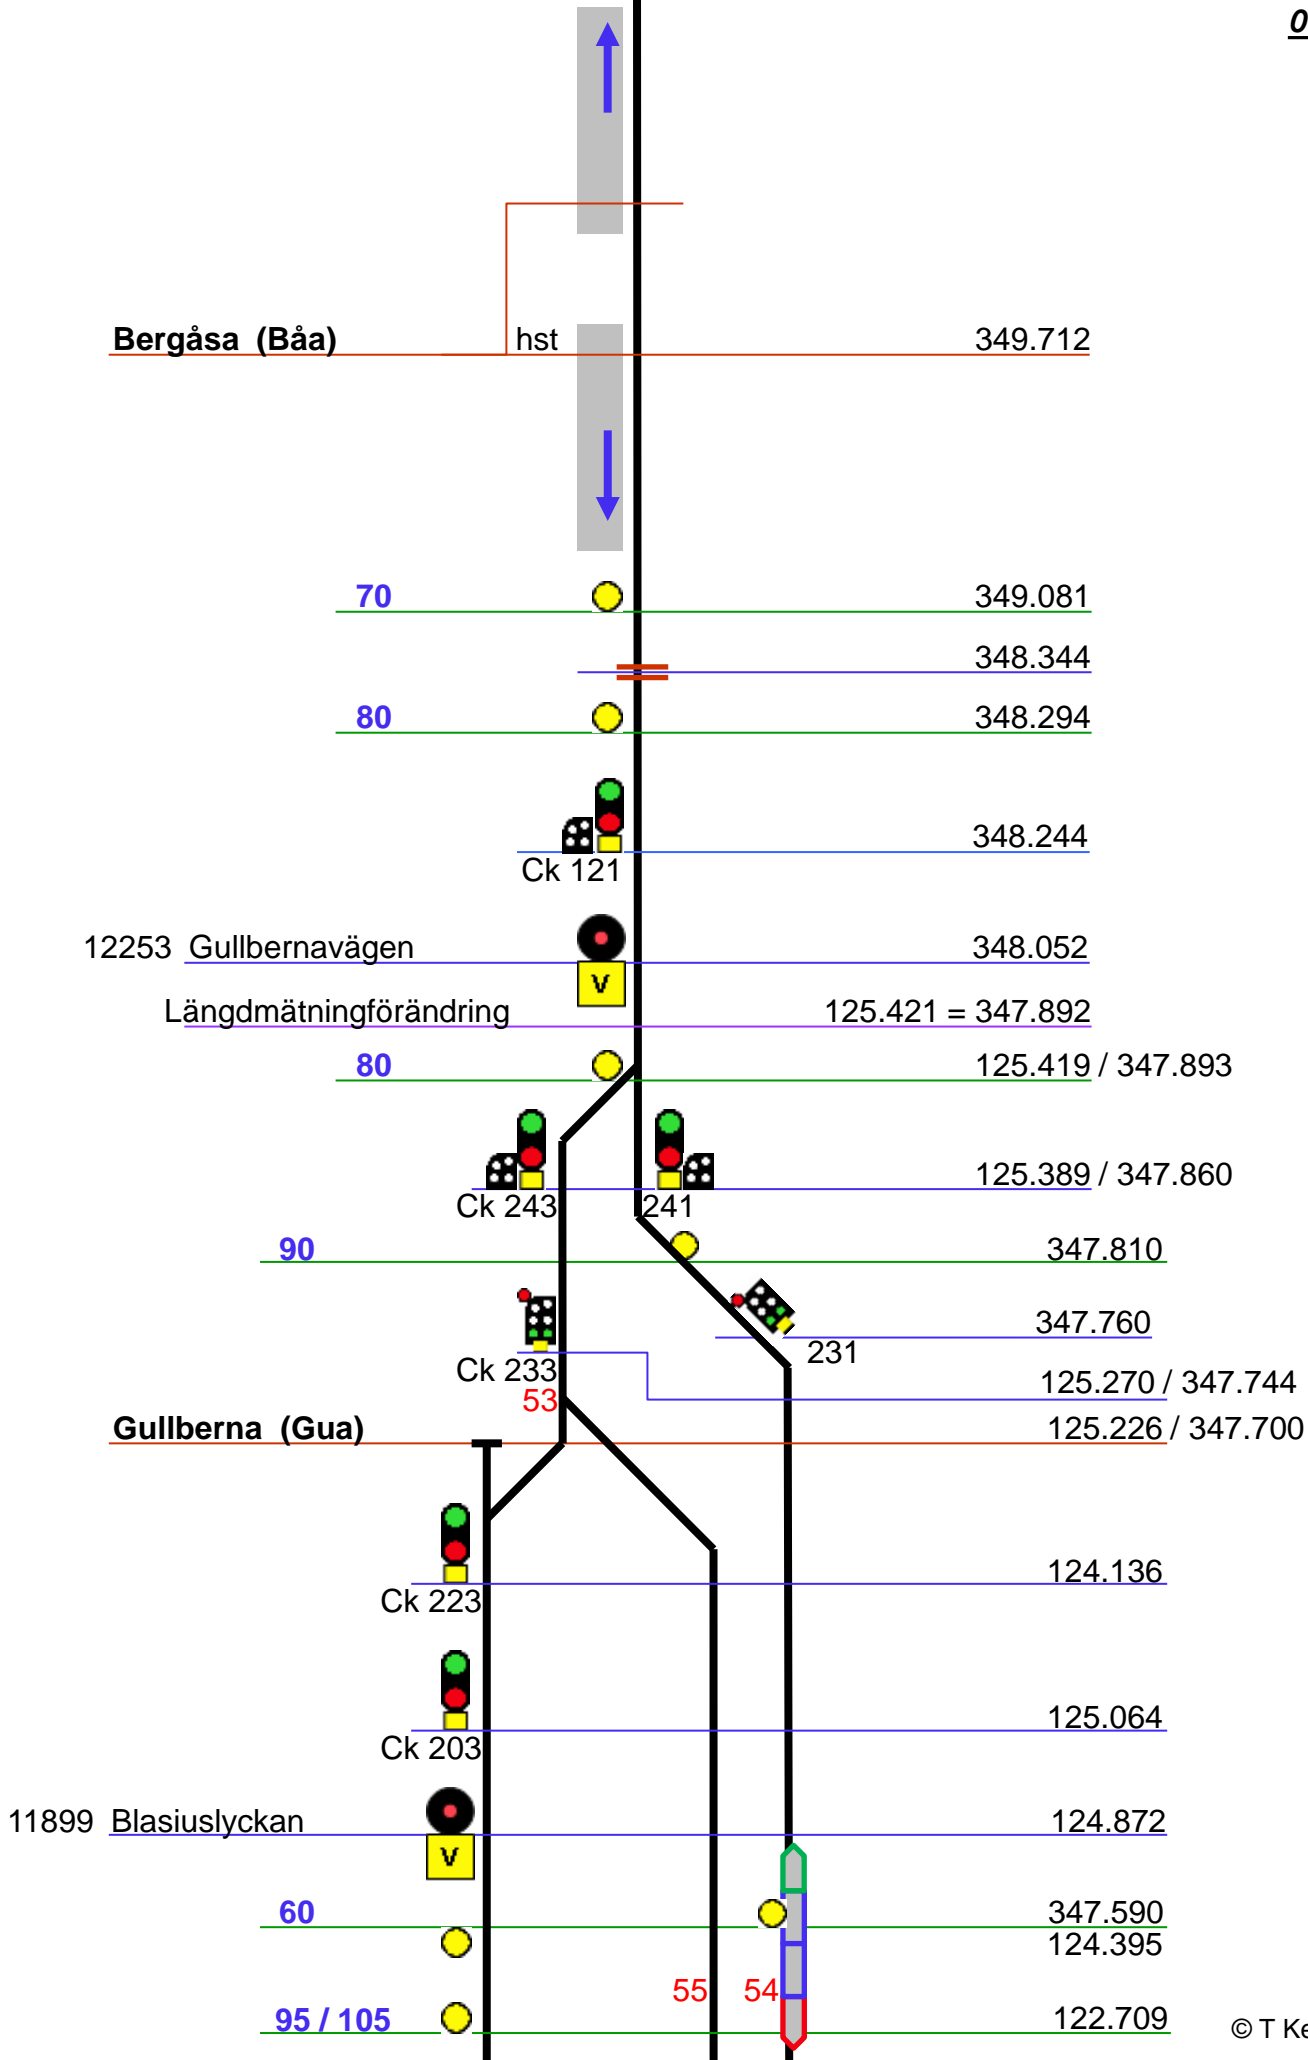 0
Bergåsa (Båa) hst 349.712
70 349.081
348.344
80 348.294
348.244
Ck 121
12253 Gullbernavägen 348.052
V
Längdmätningförändring 125.421 = 347.892
80 125.419 / 347.893
125.389 / 347.860
Ck 243 241
90 347.810
347.760
231
Ck 233
125.270 / 347.744
53
Gullberna (Gua) 125.226 / 347.700
124.136
Ck 223
125.064
Ck 203
11899 Blasiuslyckan 124.872
V
60 347.590
124.395
55 54
95 / 105 122.709
© T Ke